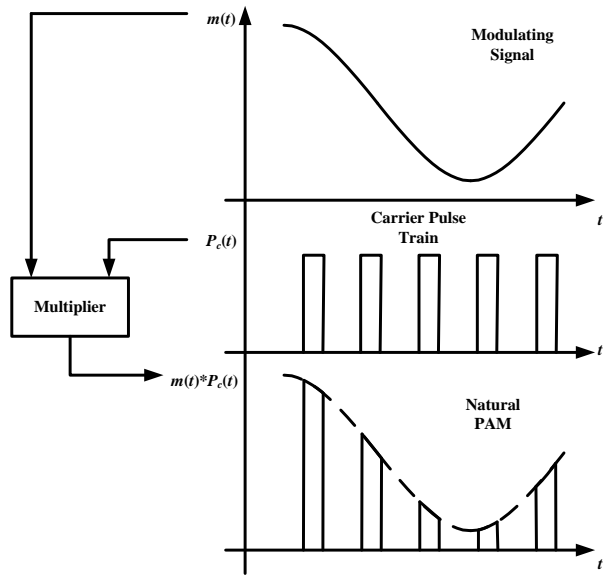 m(t)
Modulating
Signal
t
Carrier Pulse
Train
P_c(t)
Multiplier
t
m(t)*P_c(t)
Natural
PAM
t